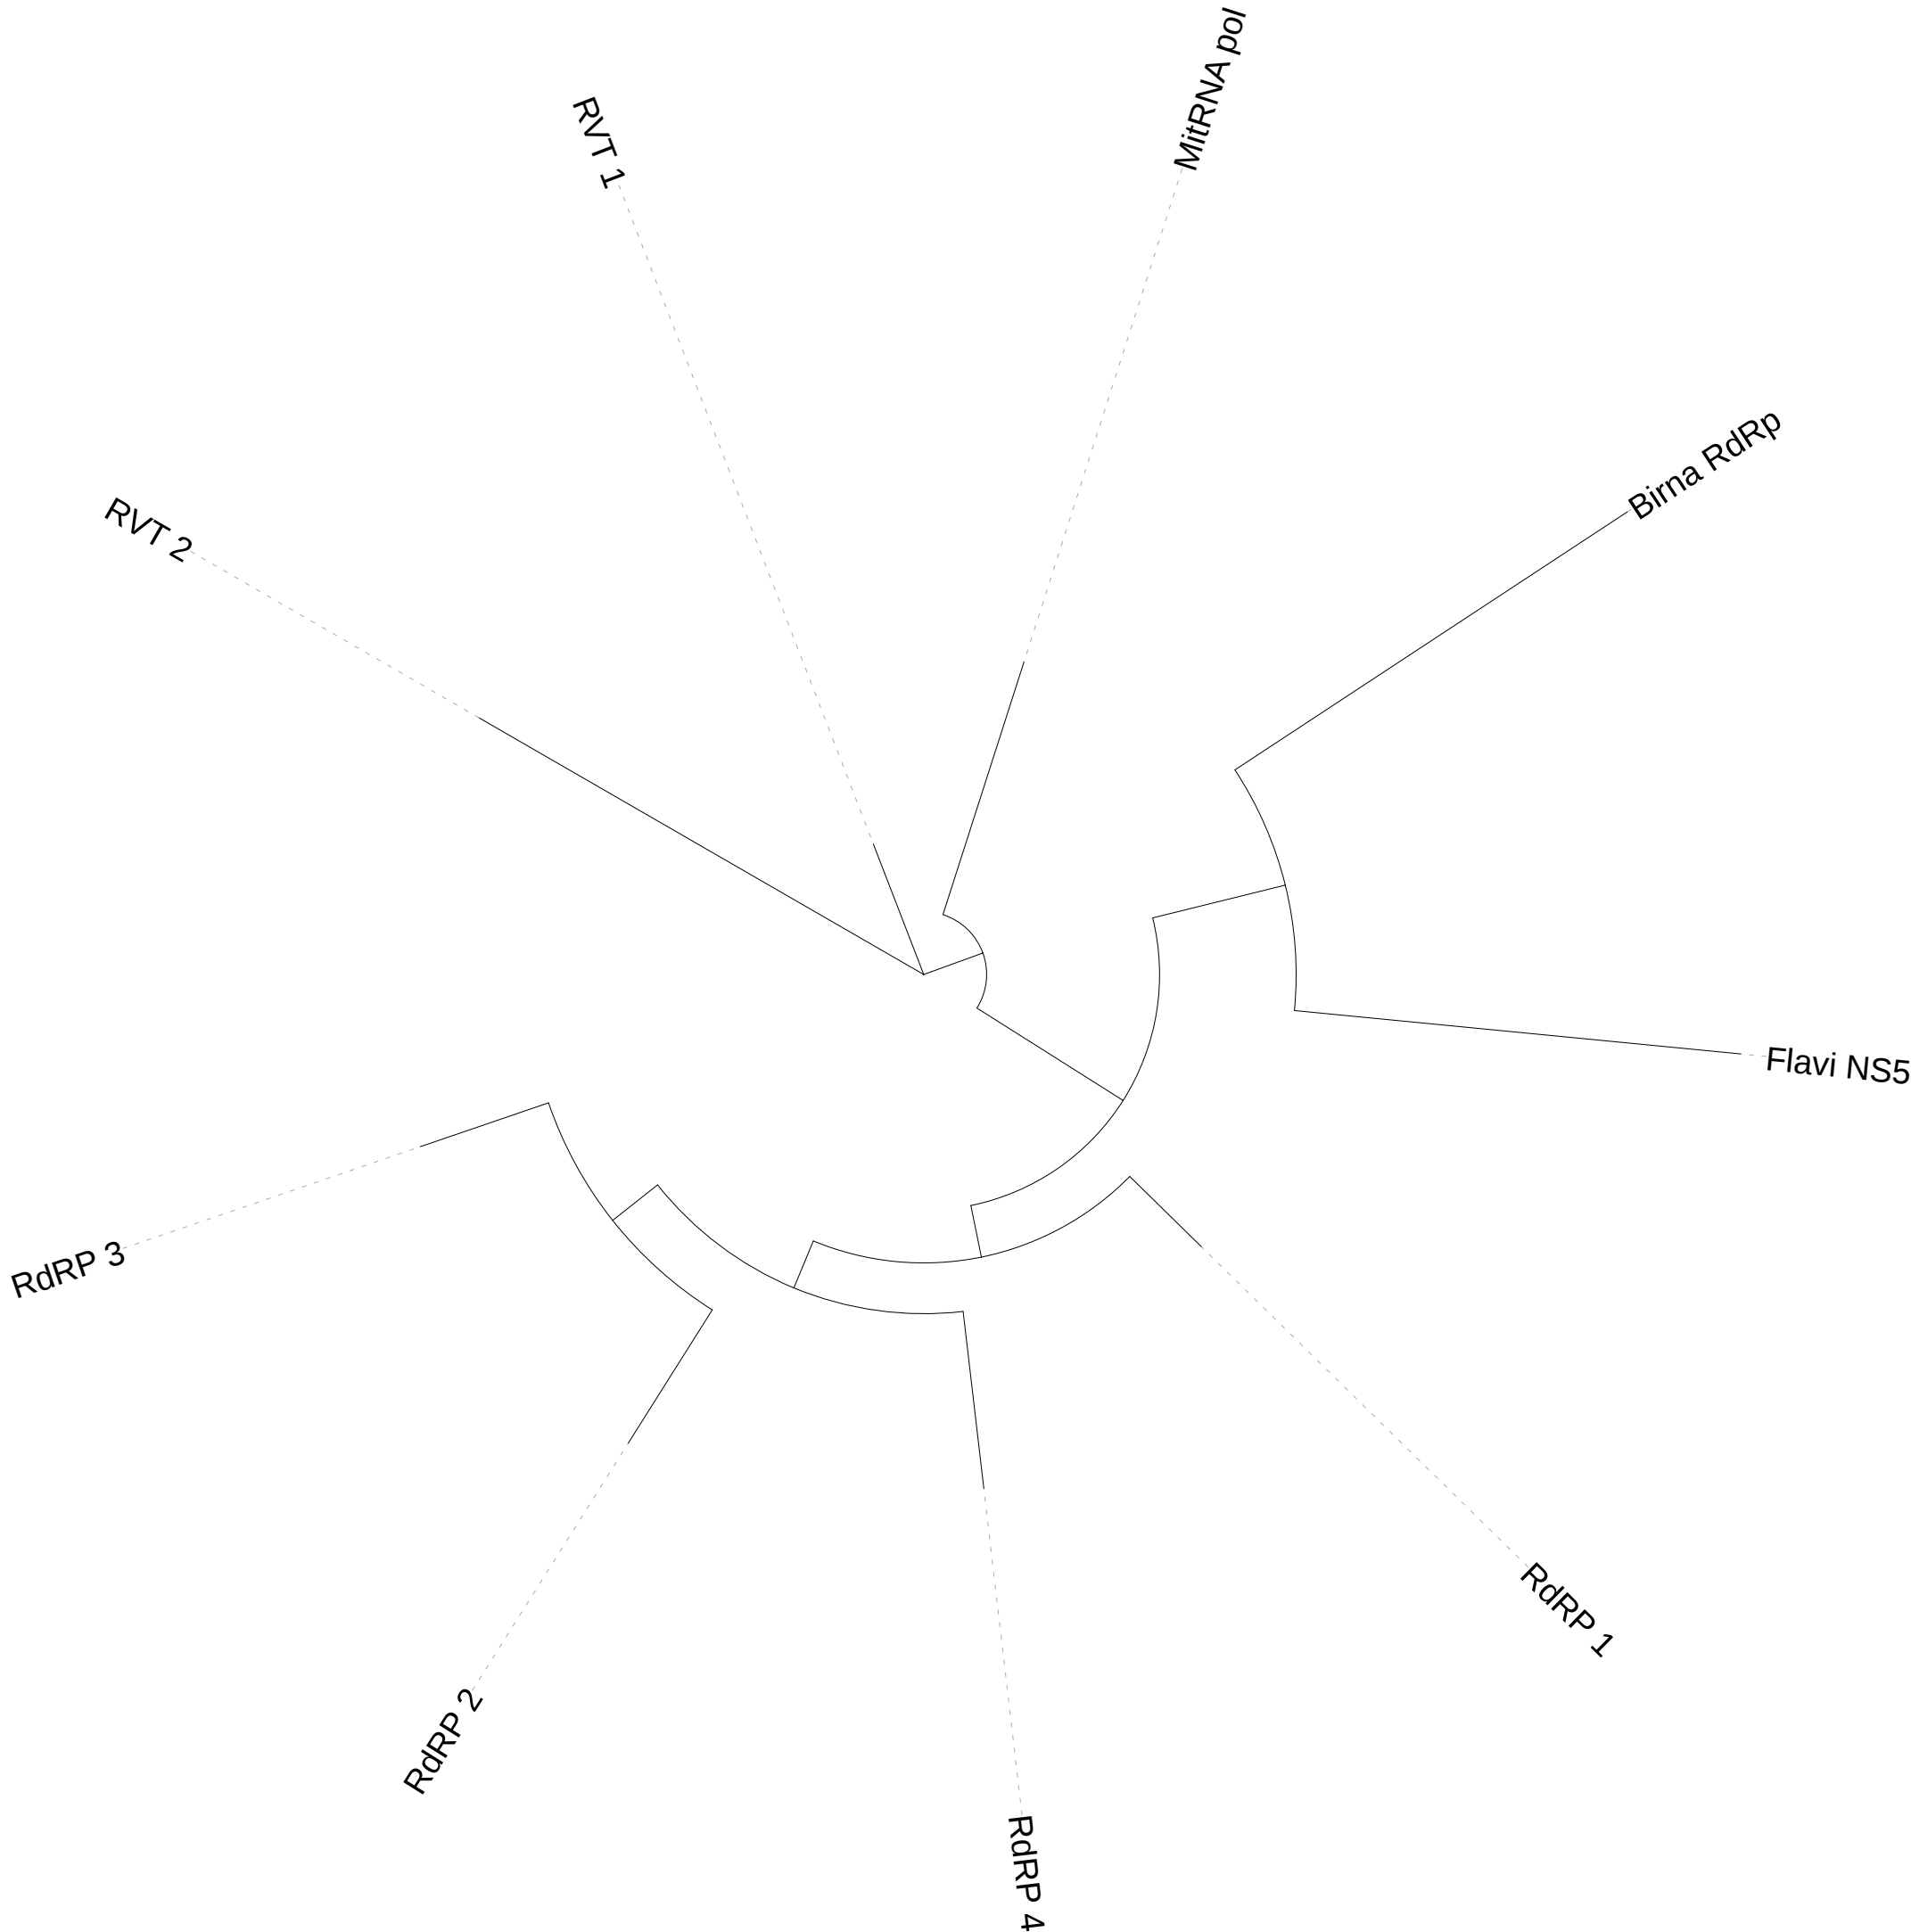 MitRNA pol
RVT 1
Birna RdRp
RVT 2
Flavi NS5
RdRP 3
RdRP 1
RdRP 2
RdRP 4